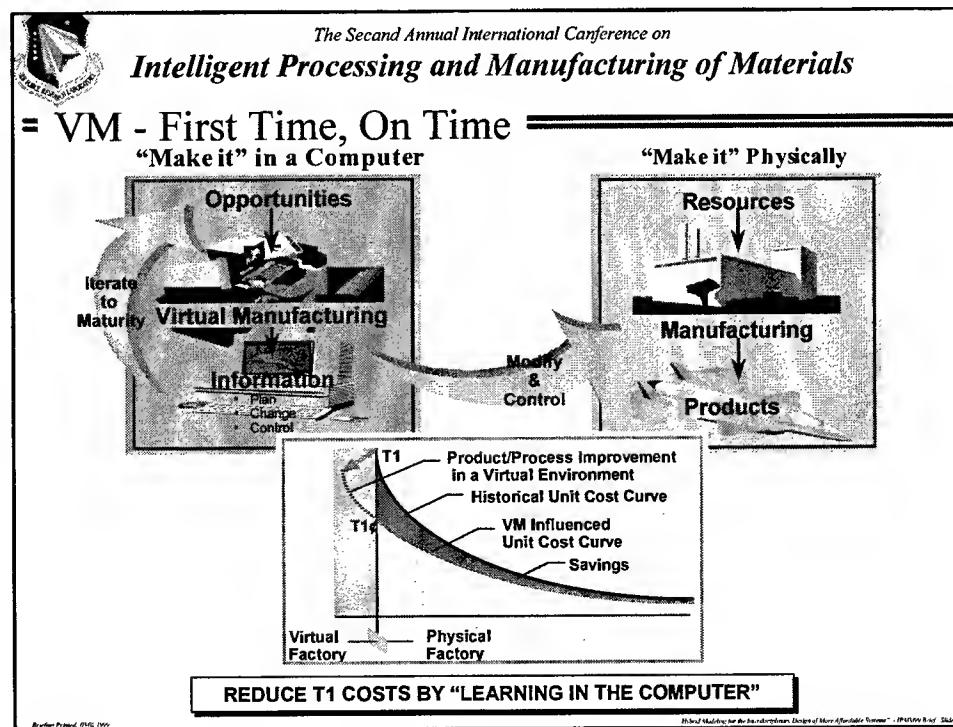 The Second Annual International Conference on
Intelligent Processing and Manufacturing of Materials
= VM - First Time, On Time
"Make it" in a Computer
Opportunities
Iterate
to
Maturity
Virtual Manufacturing
Information
• Plan
• Change
• Control
Modify
&
Control
"Make it" Physically
Resources
Manufacturing
Products
T1
Product/Process Improvement
in a Virtual Environment
Historical Unit Cost Curve
T1
VM Influenced
Unit Cost Curve
Savings
Virtual
Factory
Physical
Factory
REDUCE T1 COSTS BY "LEARNING IN THE COMPUTER"